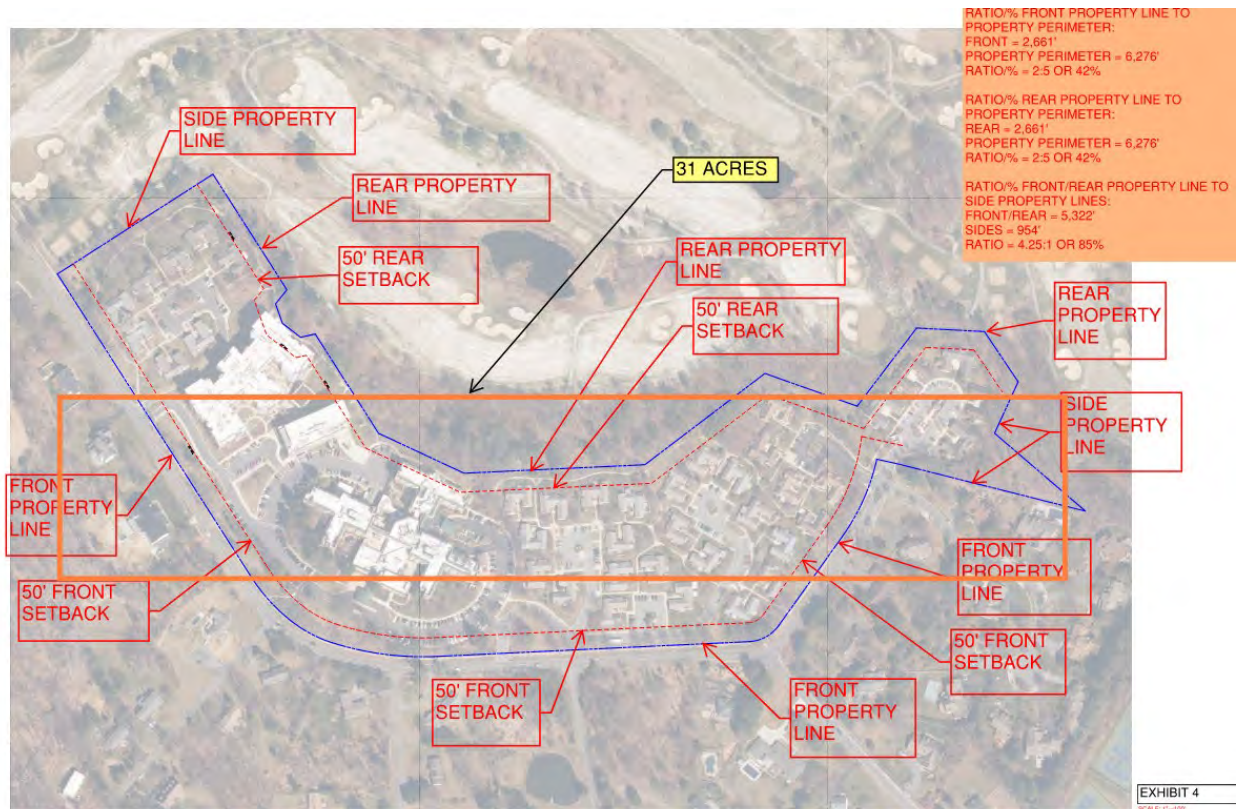 RATIO/% FRONT PROPERTY LINE TO
PROPERTY PERIMETER:
FRONT = 2,661'
PROPERTY PERIMETER = 6,276'
RATIO/% = 2:5 OR 42%
RATIO/% REAR PROPERTY LINE TO
PROPERTY PERIMETER:
REAR = 2,661'
PROPERTY PERIMETER = 6,276'
RATIO/% = 2:5 OR 42%
RATIO/% FRONT/REAR PROPERTY LINE TO
SIDE PROPERTY LINES:
FRONT/REAR = 5,322'
SIDES = 954'
RATIO = 4.25:1 OR 85%
SIDE PROPERTY
LINE
31 ACRES
REAR PROPERTY
LINE
50' REAR
SETBACK
REAR PROPERTY
LINE
50' REAR
SETBACK
REAR
PROPERTY
LINE
SIDE
PROPERTY
LINE
FRONT
PROPERTY
LINE
50' FRONT
SETBACK
FRONT
PROPERTY
LINE
50' FRONT
SETBACK
50' FRONT
SETBACK
FRONT
PROPERTY
LINE
EXHIBIT 4